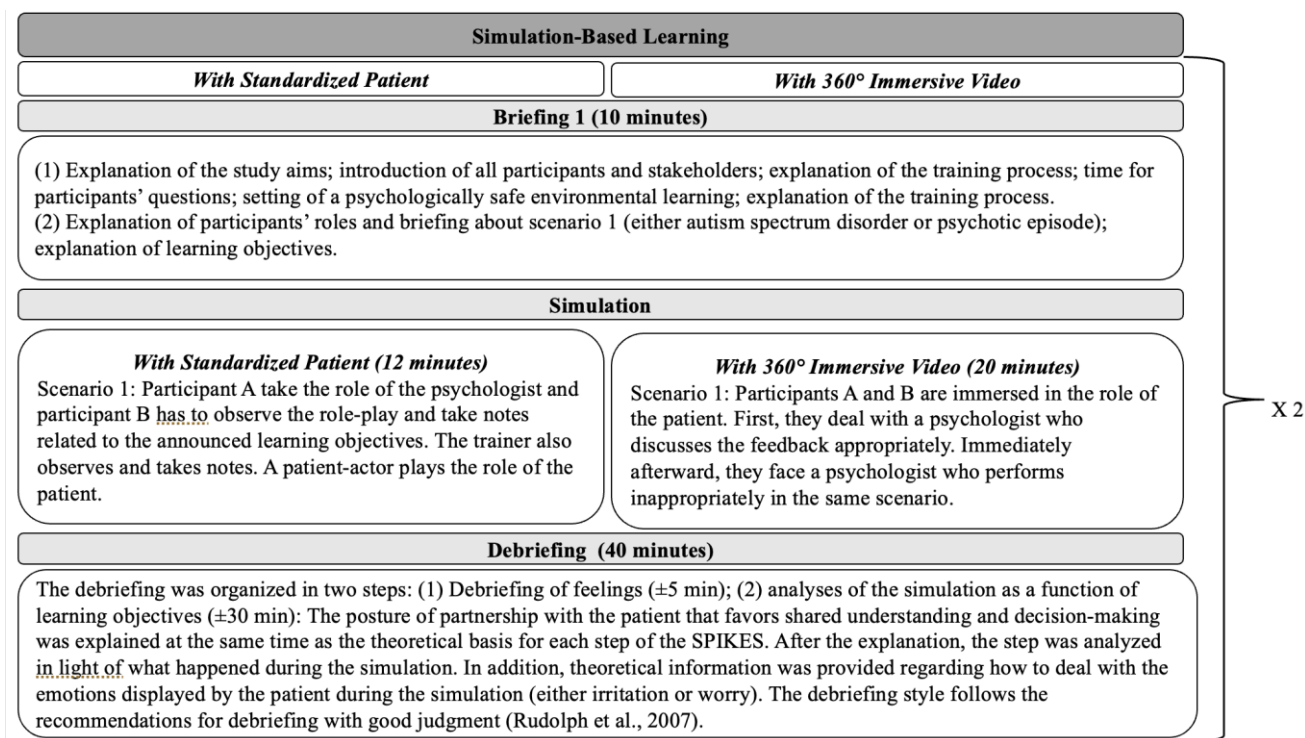 Simulation-Based Learning
With Standardized Patient
With 360° Immersive Video
Briefing 1 (10 minutes)
(1) Explanation of the study aims; introduction of all participants and stakeholders; explanation of the training process; time for
participants’ questions; setting of a psychologically safe environmental learning; explanation of the training process.
(2) Explanation of participants’ roles and briefing about scenario 1 (either autism spectrum disorder or psychotic episode);
explanation of learning objectives.
Simulation
With Standardized Patient (12 minutes)
Scenario 1: Participant A take the role of the psychologist and
participant B has to observe the role-play and take notes
related to the announced learning objectives. The trainer also
observes and takes notes. A patient-actor plays the role of the
patient.
With 360° Immersive Video (20 minutes)
Scenario 1: Participants A and B are immersed in the role of
the patient. First, they deal with a psychologist who
discusses the feedback appropriately. Immediately
afterward, they face a psychologist who performs
inappropriately in the same scenario.
X 2
Debriefing (40 minutes)
The debriefing was organized in two steps: (1) Debriefing of feelings (±5 min); (2) analyses of the simulation as a function of
learning objectives (±30 min): The posture of partnership with the patient that favors shared understanding and decision-making
was explained at the same time as the theoretical basis for each step of the SPIKES. After the explanation, the step was analyzed
in light of what happened during the simulation. In addition, theoretical information was provided regarding how to deal with the
emotions displayed by the patient during the simulation (either irritation or worry). The debriefing style follows the
recommendations for debriefing with good judgment (Rudolph et al., 2007).